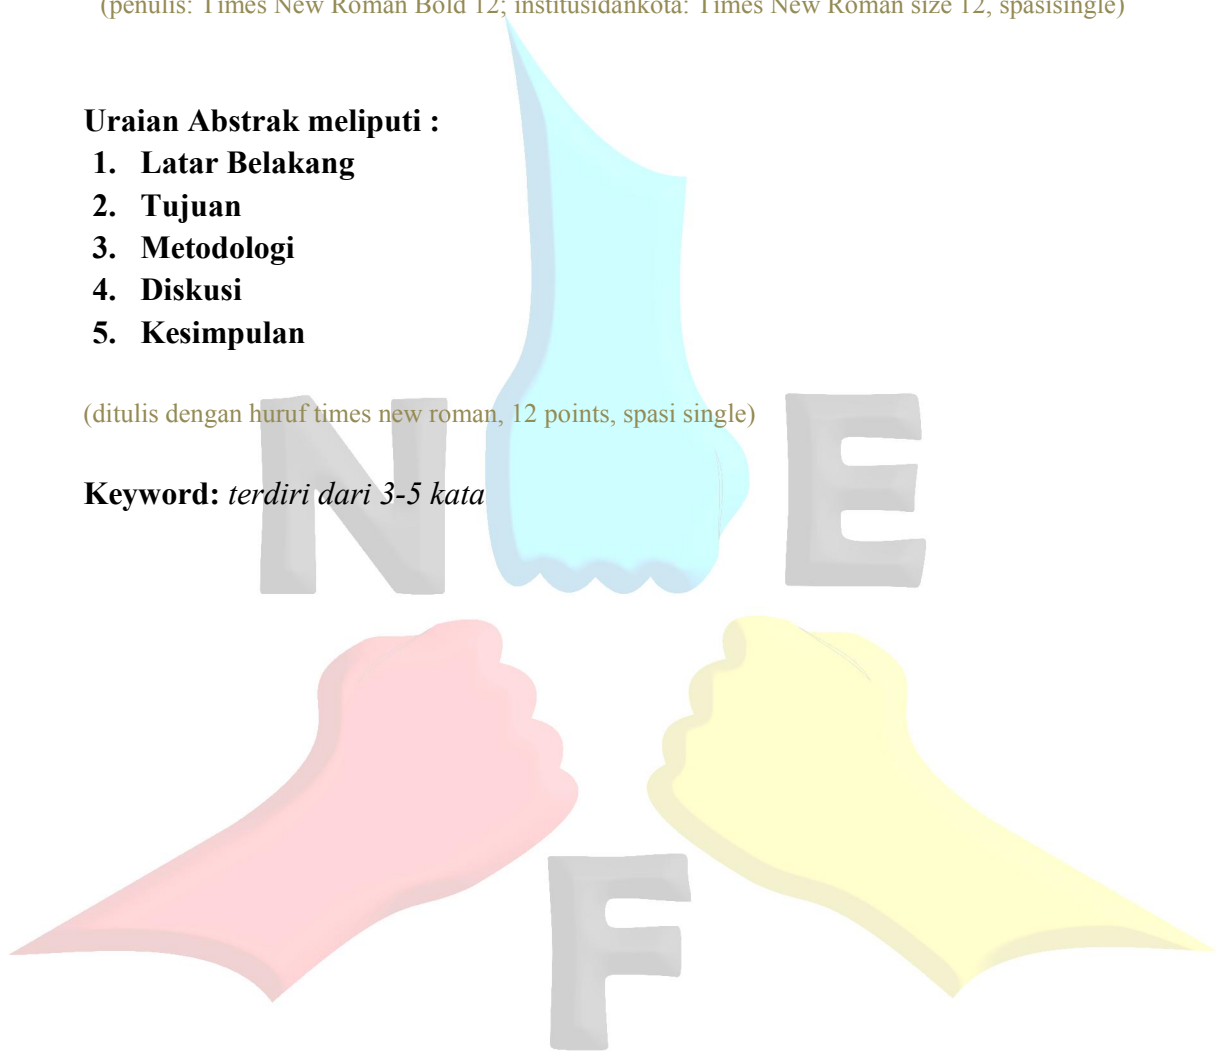 (penulis: Times New Roman Bold 12; institusidankota: Times New Roman size 12, spasisingle)
Uraian Abstrak meliputi :
1. Latar Belakang
2. Tujuan
3. Metodologi
4. Diskusi
5. Kesimpulan
(ditulis dengan huruf times new roman, 12 points, spasi single)
Keyword: terdiri dari 3-5 kata
N E
F